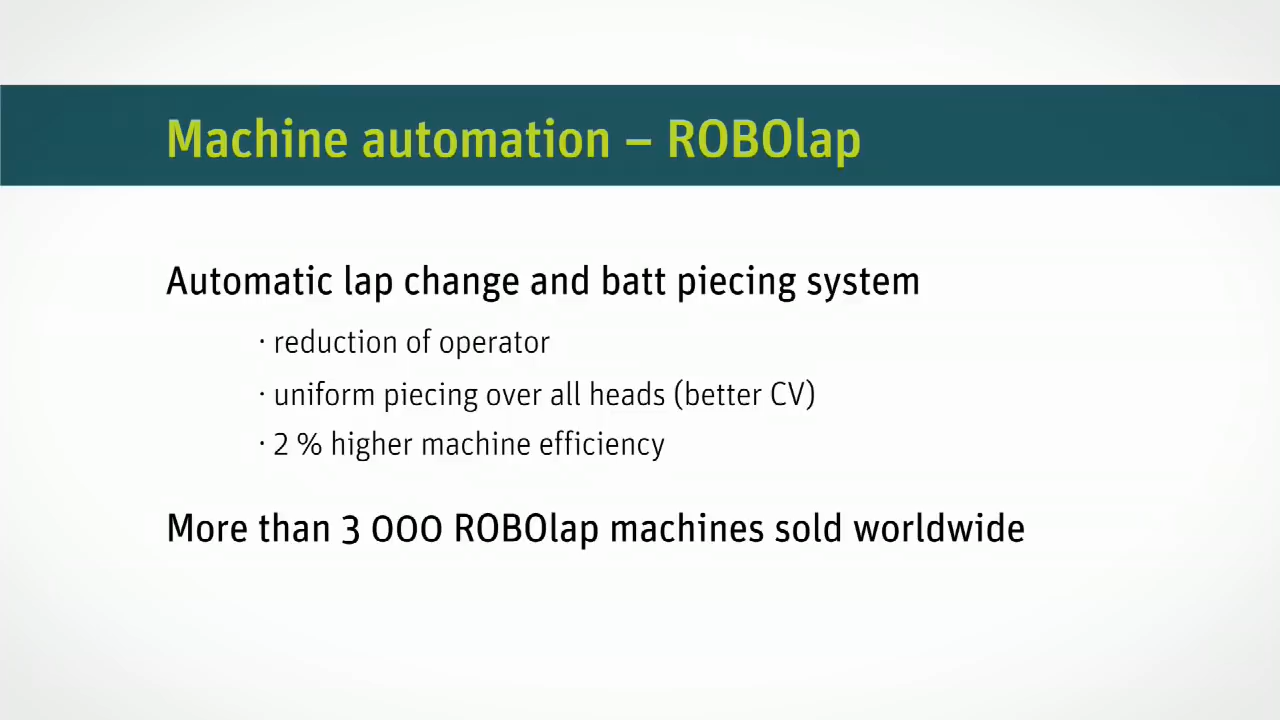 Machine automation – ROBOlap
Automatic lap change and batt piecing system
· reduction of operator
· uniform piecing over all heads (better CV)
· 2 % higher machine efficiency
More than 3 000 ROBOlap machines sold worldwide